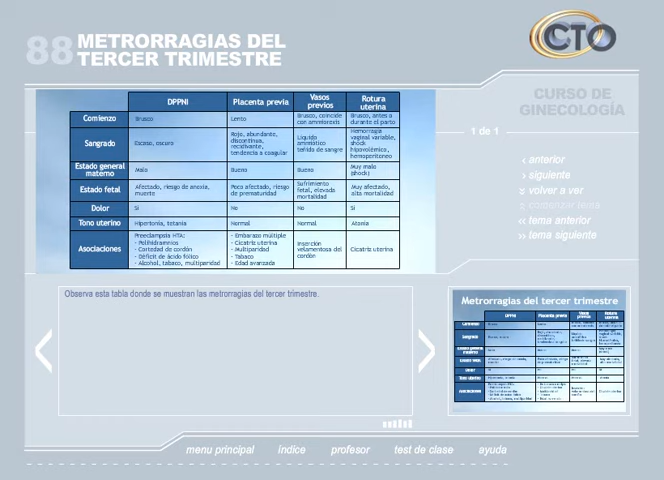 88 METRORRAGIAS DEL
TERCER TRIMESTRE
CTO
CURSO DE
GINECOLOGÍA
1 de 1
‹ anterior
› siguiente
volver a ver
comenzar tema
‹‹ tema anterior
›› tema siguiente
DPPNI Placenta previa Vasos previos Rotura uterina
Comienzo Brusco Lento Brusco, coincide con amniorexis Brusco, antes a durante el parto
Sangrado Escaso, oscuro Rojo, abundante, discontinua, recidivante, tendencia a coagular Líquido amniótico teñido de sangre Hemorragia vaginal variable, shock hipovolémico, hemoperitoneo
Estado general materno Malo Bueno Bueno Muy malo (shock)
Estado fetal Afectado, riesgo de anoxia, muerte Poco afectado, riesgo de prematuridad Sufrimiento fetal, elevada mortalidad Muy afectado, alta mortalidad
Dolor Sí No No Sí
Tono uterino Hipertonía, tetania Normal Normal Atonía
Asociaciones Preeclampsia HTA:
- Polihidramnios
- Cortedad de cordón
- Déficit de ácido fólico
- Alcohol, tabaco, multiparidad
- Embarazo múltiple
- Cicatriz uterina
- Multiparidad
- Tabaco
- Edad avanzada
Inserción velamentosa del cordón
Cicatriz uterina
Observa esta tabla donde se muestran las metrorragias del tercer trimestre.
Metrorragias del tercer trimestre
menu principal índice profesor test de clase ayuda